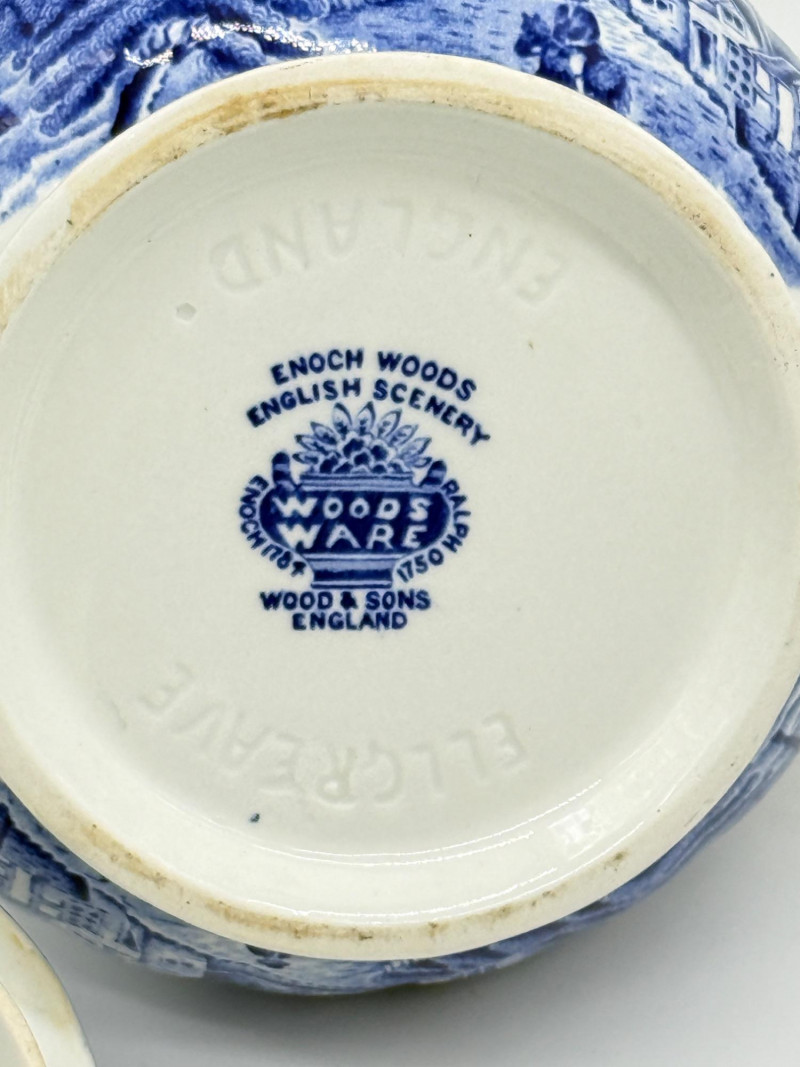 ENGLAND
ENOCH WOODS
ENGLISH SCENERY
ENOCH 1784
WOODS
WARE
RALPH 1750
WOOD & SONS
ENGLAND
ELLGREAVE